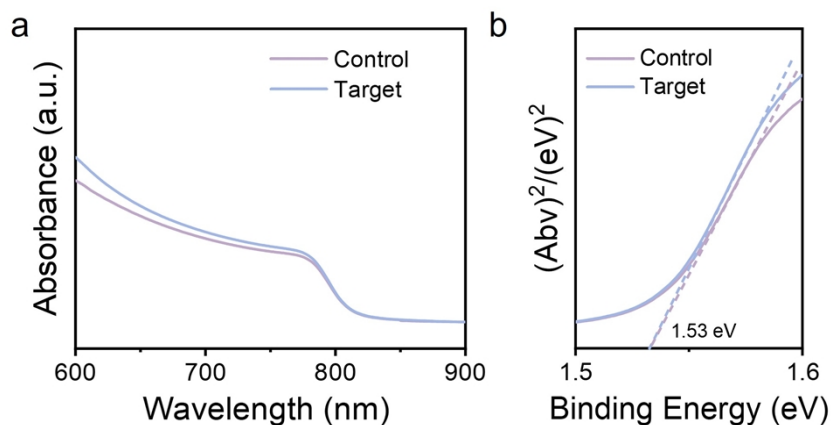 a
Control
Target
Absorbance (a.u.)
600
700
800
900
Wavelength (nm)
b
Control
Target
(Abv)²/(eV)²
1.53 eV
1.5
1.6
Binding Energy (eV)